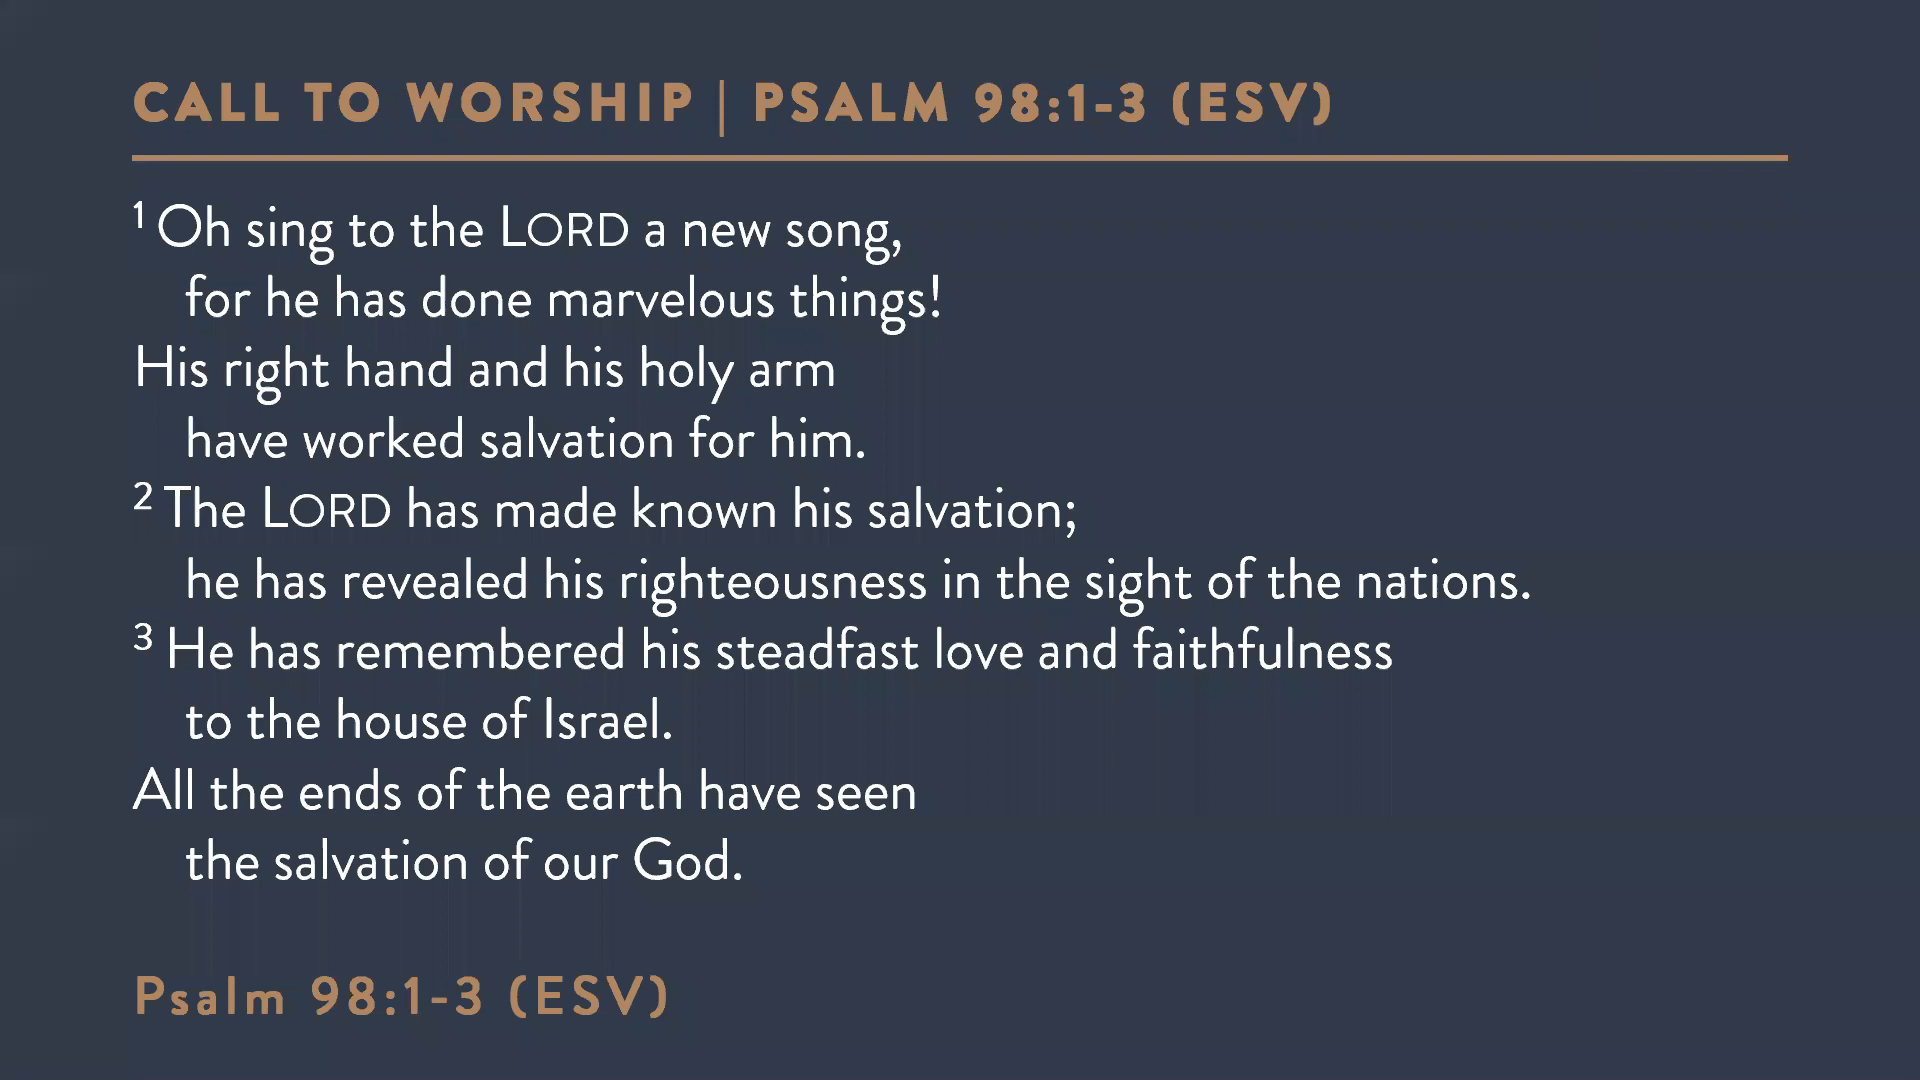 CALL TO WORSHIP | PSALM 98:1-3 (ESV)
¹ Oh sing to the LORD a new song,
for he has done marvelous things!
His right hand and his holy arm
have worked salvation for him.
² The LORD has made known his salvation;
he has revealed his righteousness in the sight of the nations.
³ He has remembered his steadfast love and faithfulness
to the house of Israel.
All the ends of the earth have seen
the salvation of our God.
Psalm 98:1-3 (ESV)